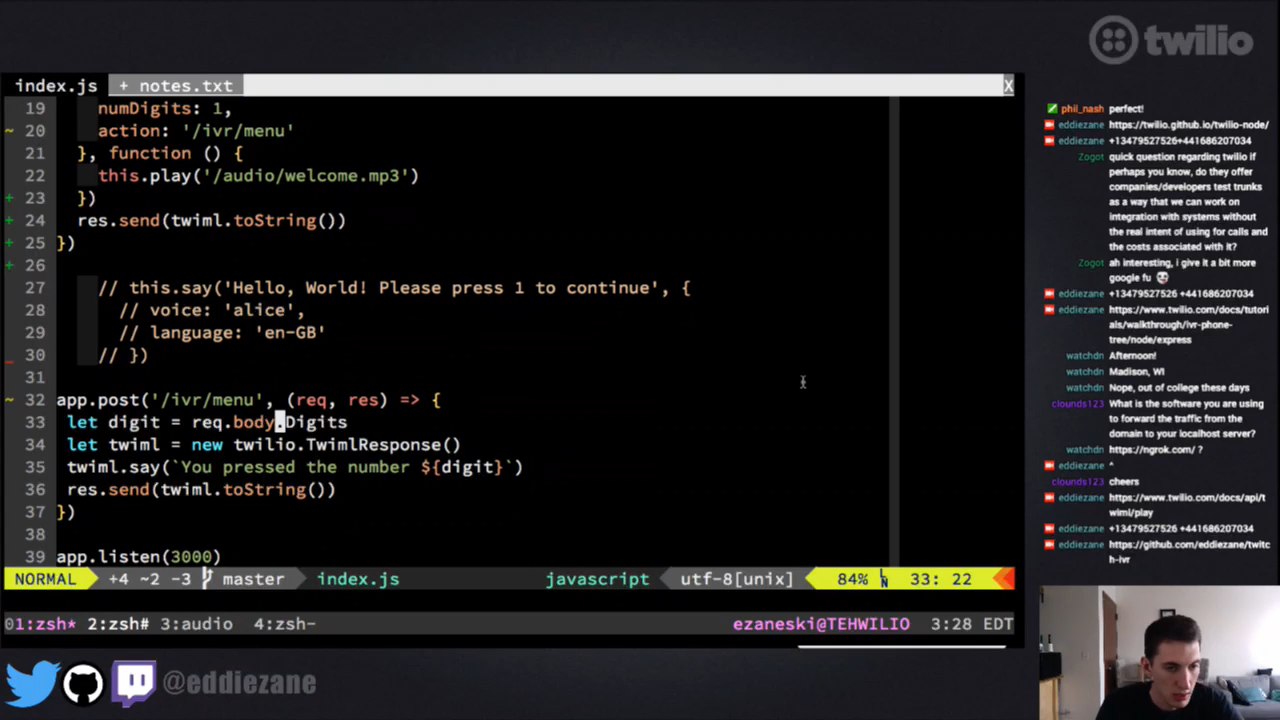 twilio
index.js + notes.txt X
19 numDigits: 1,
~ 20 action: '/ivr/menu'
21 }, function () {
22 this.play('/audio/welcome.mp3')
+ 23 })
+ 24 res.send(twiml.toString())
+ 25 })
+ 26
27 // this.say('Hello, World! Please press 1 to continue', {
28 // voice: 'alice',
29 // language: 'en-GB'
_ 30 // })
31
~ 32 app.post('/ivr/menu', (req, res) => {
33 let digit = req.body.Digits
34 let twiml = new twilio.TwimlResponse()
35 twiml.say(`You pressed the number ${digit}`)
36 res.send(twiml.toString())
37 })
38
39 app.listen(3000)
NORMAL +4 ~2 -3 master index.js javascript utf-8[unix] 84% LN 33: 22
01:zsh* 2:zsh# 3:audio 4:zsh- ezaneski@TEHWILIO 3:28 EDT
@eddiezane
phil_nash perfect!
eddiezane https://twilio.github.io/twilio-node/
eddiezane +13479527526+441686207034
Zogot quick question regarding twilio if
perhaps you know, do they offer
companies/developers test trunks
as a way that we can work on
integration with systems without
the real intent of using for calls and
the costs associated with it?
Zogot ah interesting, i give it a bit more
google fu
eddiezane +13479527526 +441686207034
eddiezane https://www.twilio.com/docs/tutori
als/walkthrough/ivr-phone-
tree/node/express
watchdn Afternoon!
watchdn Madison, WI
watchdn Nope, out of college these days
clounds123 What is the software you are using
to forward the traffic from the
domain to your localhost server?
watchdn https://ngrok.com/ ?
eddiezane ^
clounds123 cheers
eddiezane https://www.twilio.com/docs/api/t
wiml/play
eddiezane +13479527526 +441686207034
eddiezane https://github.com/eddiezane/twitc
h-ivr